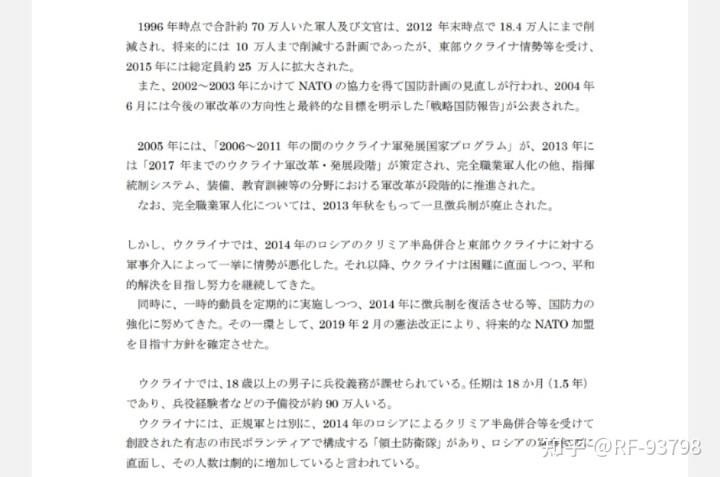 1996 年時点で合計約 70 万人いた軍人及び文官は、2012 年末時点で 18.4 万人にまで削
減され、将来的には 10 万人まで削減する計画であったが、東部ウクライナ情勢等を受け、
2015 年には総定員約 25 万人に拡大された。
また、2002～2003 年にかけて NATO の協力を得て国防計画の見直しが行われ、2004 年
6 月には今後の軍改革の方向性と最終的な目標を明示した「戦略国防報告」が公表された。
2005 年には、「2006～2011 年の間のウクライナ軍発展国家プログラム」が、2013 年に
は「2017 年までのウクライナ軍改革・発展段階」が策定され、完全職業軍人化の他、指揮
統制システム、装備、教育訓練等の分野における軍改革が段階的に推進された。
なお、完全職業軍人化については、2013 年秋をもって一旦徴兵制が廃止された。
しかし、ウクライナでは、2014 年のロシアのクリミア半島併合と東部ウクライナに対する
軍事介入によって一挙に情勢が悪化した。それ以降、ウクライナは困難に直面しつつ、平和
的解決を目指し努力を継続してきた。
同時に、一時的動員を定期的に実施しつつ、2014 年に徴兵制を復活させる等、国防力の
強化に努めてきた。その一環として、2019 年 2 月の憲法改正により、将来的な NATO 加盟
を目指す方針を確定させた。
ウクライナでは、18 歳以上の男子に兵役義務が課せられている。任期は 18 か月（1.5 年）
であり、兵役経験者などの予備役が約 90 万人いる。
ウクライナには、正規軍とは別に、2014 年のロシアによるクリミア半島併合等を受けて
創設された有志の市民ボランティアで構成する「領土防衛隊」があり、ロシアの
直面し、その人数は劇的に増加していると言われている。
知乎 @RF-93798